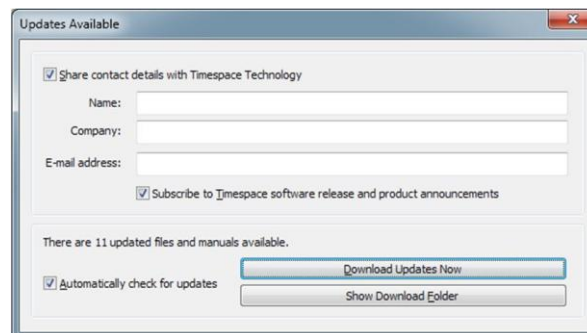 Updates Available
Share contact details with Timespace Technology
Name:
Company:
E-mail address:
Subscribe to Timespace software release and product announcements
There are 11 updated files and manuals available.
Automatically check for updates
Download Updates Now
Show Download Folder